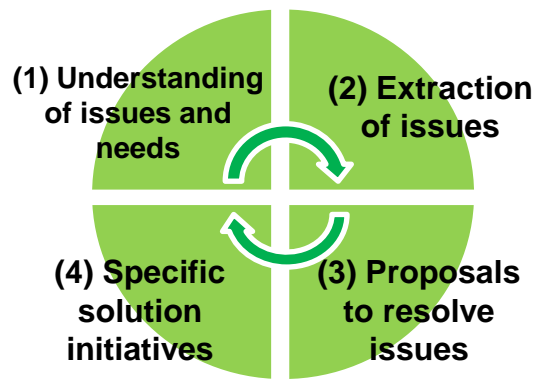 (1) Understanding
of issues and
needs
(2) Extraction
of issues
(3) Proposals
to resolve
issues
(4) Specific
solution
initiatives